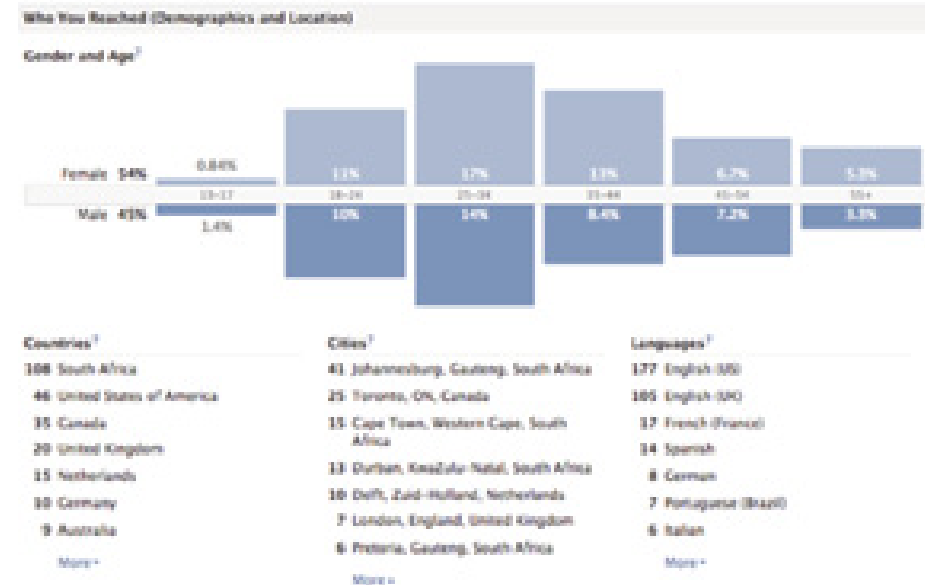 Who You Reached (Demographics and Location)
Gender and Age?
Female 54%
0.84%
11%
17%
13%
6.7%
5.5%
13-17
18-24
25-34
35-44
45-54
55+
Male 45%
1.4%
10%
14%
8.4%
7.2%
3.3%
Countries?
108 South Africa
46 United States of America
35 Canada
20 United Kingdom
15 Netherlands
10 Germany
9 Australia
More
Cities?
41 Johannesburg, Gauteng, South Africa
25 Toronto, ON, Canada
15 Cape Town, Western Cape, South
Africa
13 Durban, KwaZulu-Natal, South Africa
10 Delft, Zuid-Holland, Netherlands
7 London, England, United Kingdom
6 Pretoria, Gauteng, South Africa
More
Languages?
177 English (US)
105 English (UK)
17 French (France)
14 Spanish
8 German
7 Portuguese (Brazil)
6 Italian
More